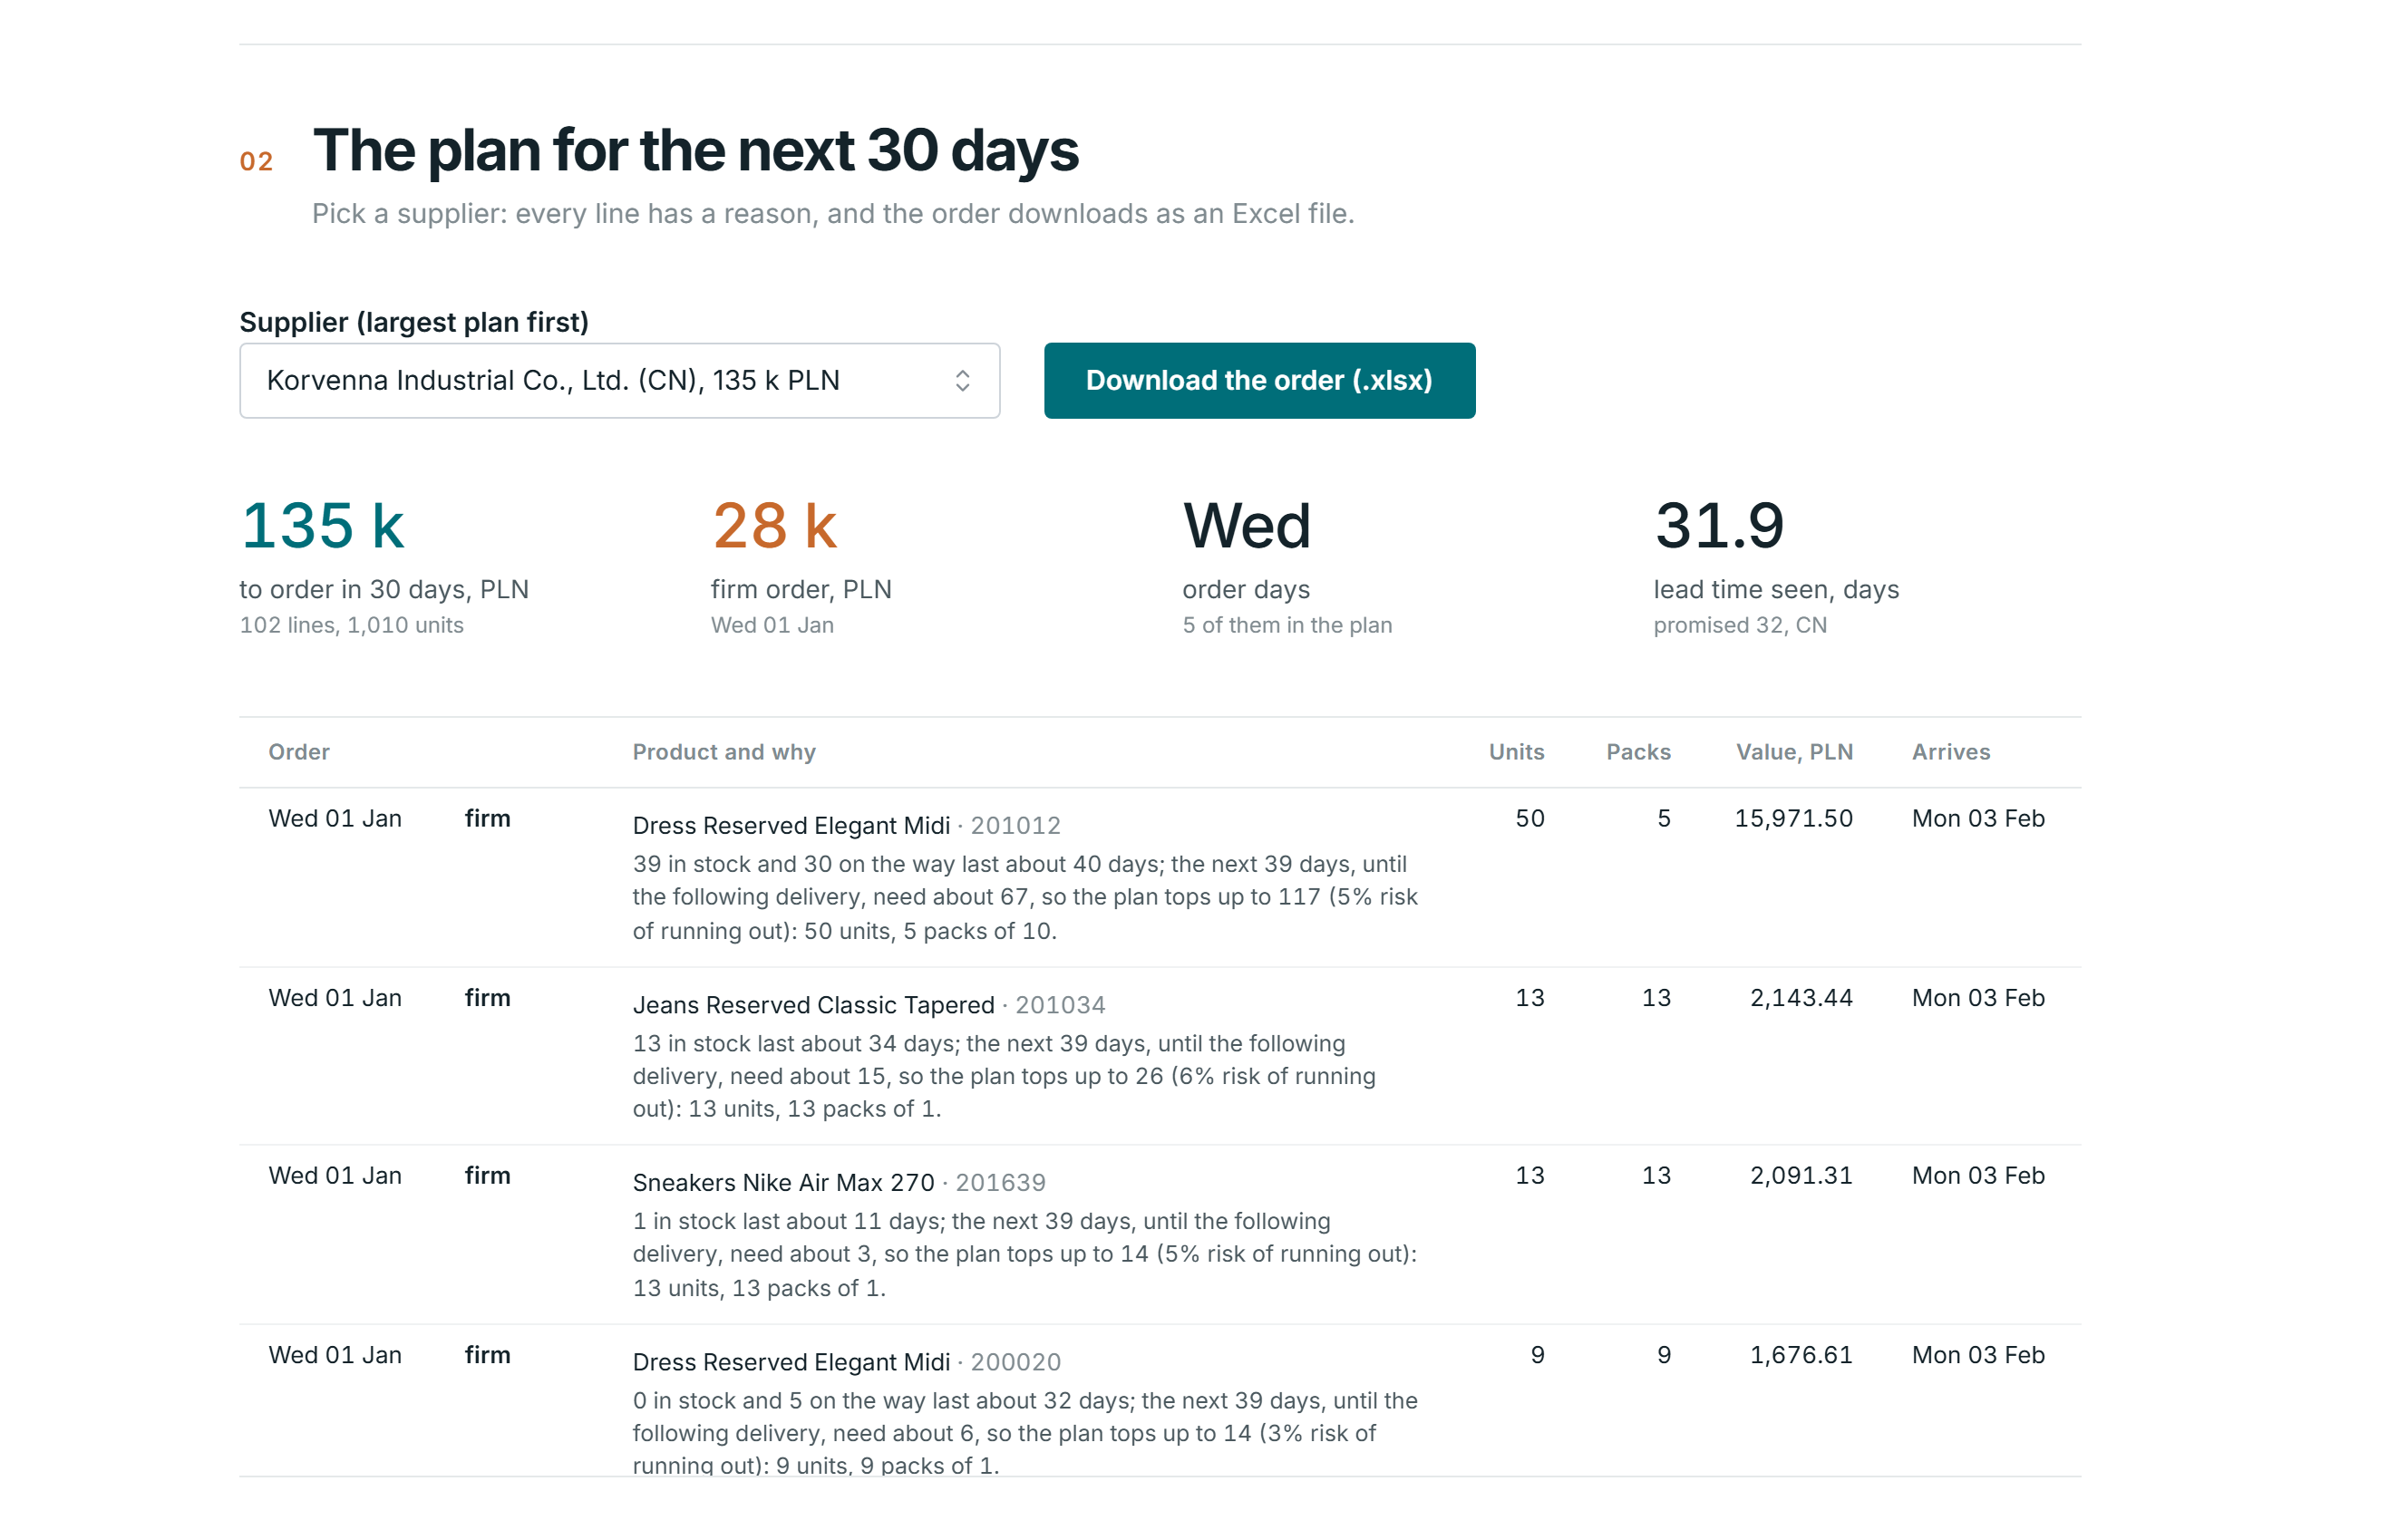 02 The plan for the next 30 days
Pick a supplier: every line has a reason, and the order downloads as an Excel file.
Supplier (largest plan first)
Korvenna Industrial Co., Ltd. (CN), 135 k PLN
Download the order (.xlsx)
135 k
to order in 30 days, PLN
102 lines, 1,010 units
28 k
firm order, PLN
Wed 01 Jan
Wed
order days
5 of them in the plan
31.9
lead time seen, days
promised 32, CN
Order Product and why Units Packs Value, PLN Arrives
Wed 01 Jan firm Dress Reserved Elegant Midi · 201012 50 5 15,971.50 Mon 03 Feb
39 in stock and 30 on the way last about 40 days; the next 39 days, until
the following delivery, need about 67, so the plan tops up to 117 (5% risk
of running out): 50 units, 5 packs of 10.
Wed 01 Jan firm Jeans Reserved Classic Tapered · 201034 13 13 2,143.44 Mon 03 Feb
13 in stock last about 34 days; the next 39 days, until the following
delivery, need about 15, so the plan tops up to 26 (6% risk of running
out): 13 units, 13 packs of 1.
Wed 01 Jan firm Sneakers Nike Air Max 270 · 201639 13 13 2,091.31 Mon 03 Feb
1 in stock last about 11 days; the next 39 days, until the following
delivery, need about 3, so the plan tops up to 14 (5% risk of running out):
13 units, 13 packs of 1.
Wed 01 Jan firm Dress Reserved Elegant Midi · 200020 9 9 1,676.61 Mon 03 Feb
0 in stock and 5 on the way last about 32 days; the next 39 days, until the
following delivery, need about 6, so the plan tops up to 14 (3% risk of
running out): 9 units, 9 packs of 1.